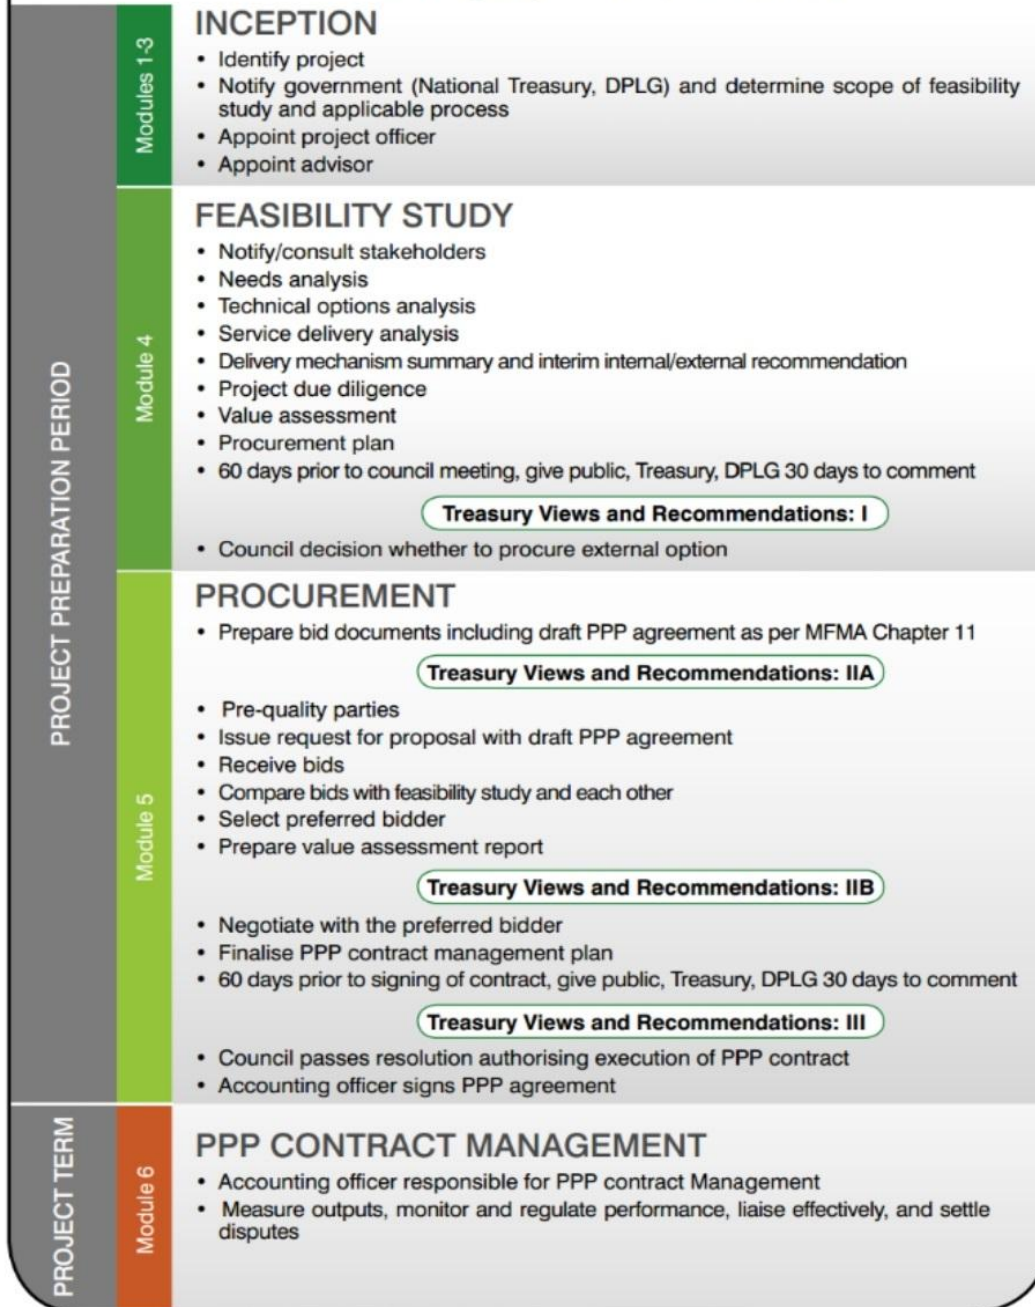 PROJECT PREPARATION PERIOD
Modules 1-3
INCEPTION
• Identify project
• Notify government (National Treasury, DPLG) and determine scope of feasibility
study and applicable process
• Appoint project officer
• Appoint advisor
Module 4
FEASIBILITY STUDY
• Notify/consult stakeholders
• Needs analysis
• Technical options analysis
• Service delivery analysis
• Delivery mechanism summary and interim internal/external recommendation
• Project due diligence
• Value assessment
• Procurement plan
• 60 days prior to council meeting, give public, Treasury, DPLG 30 days to comment
Treasury Views and Recommendations: I
• Council decision whether to procure external option
Module 5
PROCUREMENT
• Prepare bid documents including draft PPP agreement as per MFMA Chapter 11
Treasury Views and Recommendations: IIA
• Pre-quality parties
• Issue request for proposal with draft PPP agreement
• Receive bids
• Compare bids with feasibility study and each other
• Select preferred bidder
• Prepare value assessment report
Treasury Views and Recommendations: IIB
• Negotiate with the preferred bidder
• Finalise PPP contract management plan
• 60 days prior to signing of contract, give public, Treasury, DPLG 30 days to comment
Treasury Views and Recommendations: III
• Council passes resolution authorising execution of PPP contract
• Accounting officer signs PPP agreement
PROJECT TERM
Module 6
PPP CONTRACT MANAGEMENT
• Accounting officer responsible for PPP contract Management
• Measure outputs, monitor and regulate performance, liaise effectively, and settle
disputes